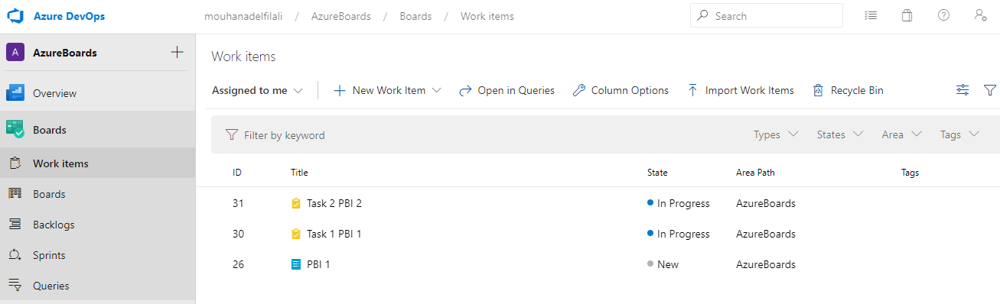 Azure DevOps mouhanadelfilali / AzureBoards / Boards / Work items Search
A AzureBoards
Work items
Overview
Assigned to me New Work Item Open in Queries Column Options Import Work Items Recycle Bin
Boards
Filter by keyword Types States Area Tags
Work items
ID Title State Area Path Tags
Boards
31 Task 2 PBI 2 In Progress AzureBoards
Backlogs
30 Task 1 PBI 1 In Progress AzureBoards
Sprints
26 PBI 1 New AzureBoards
Queries